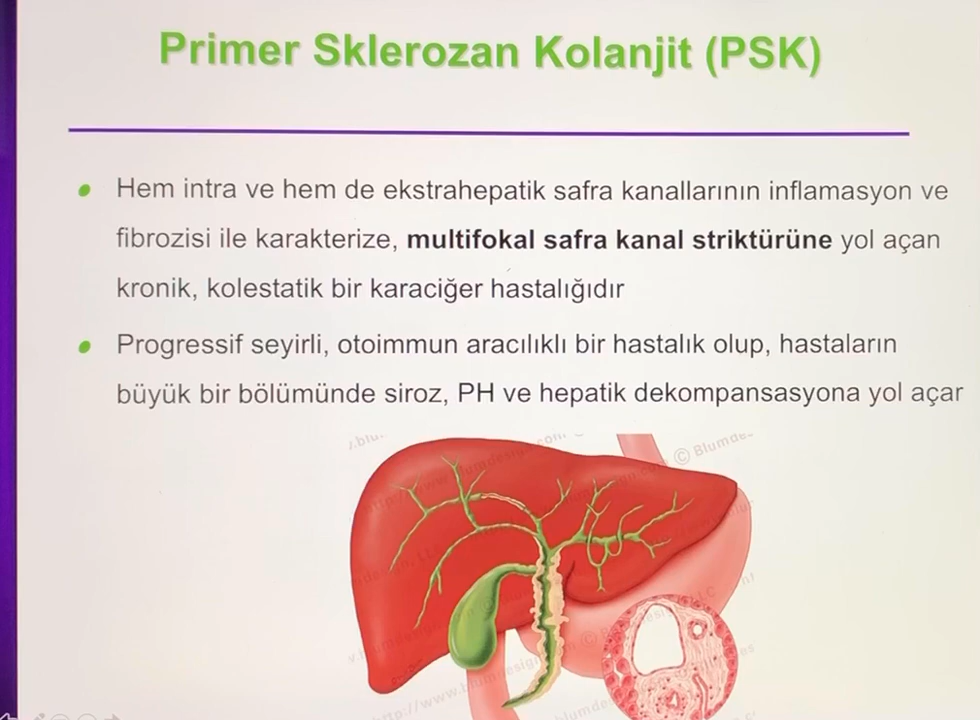 Primer Sklerozan Kolanjit (PSK)
Hem intra ve hem de ekstrahepatik safra kanallarının inflamasyon ve
fibrozisi ile karakterize, multifokal safra kanal striktürüne yol açan
kronik, kolestatik bir karaciğer hastalığıdır
Progressif seyirli, otoimmun aracılıklı bir hastalık olup, hastaların
büyük bir bölümünde siroz, PH ve hepatik dekompansasyona yol açar